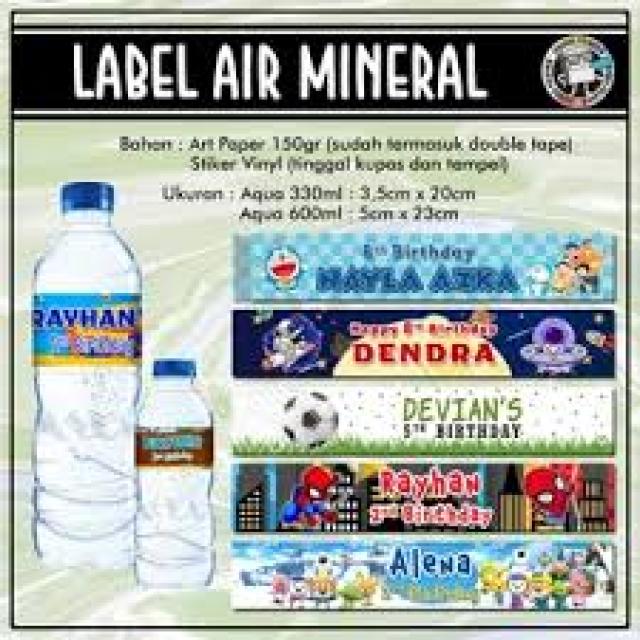 LABEL AIR MINERAL
Bahan : Art Paper 150gr (sudah termasuk double tape)
Stiker Vinyl (tinggal kupas dan tempel)
Ukuran : Aqua 330ml : 3,5cm x 20cm
Aqua 600ml : 5cm x 23cm
6th Birthday
NAYLA AZKA
Happy 6th Birthday
DENDRA
DEVIAN'S
5TH BIRTHDAY
Rayhan
2nd Birthday
Alena
Birthday
RAYHAN
Birthday